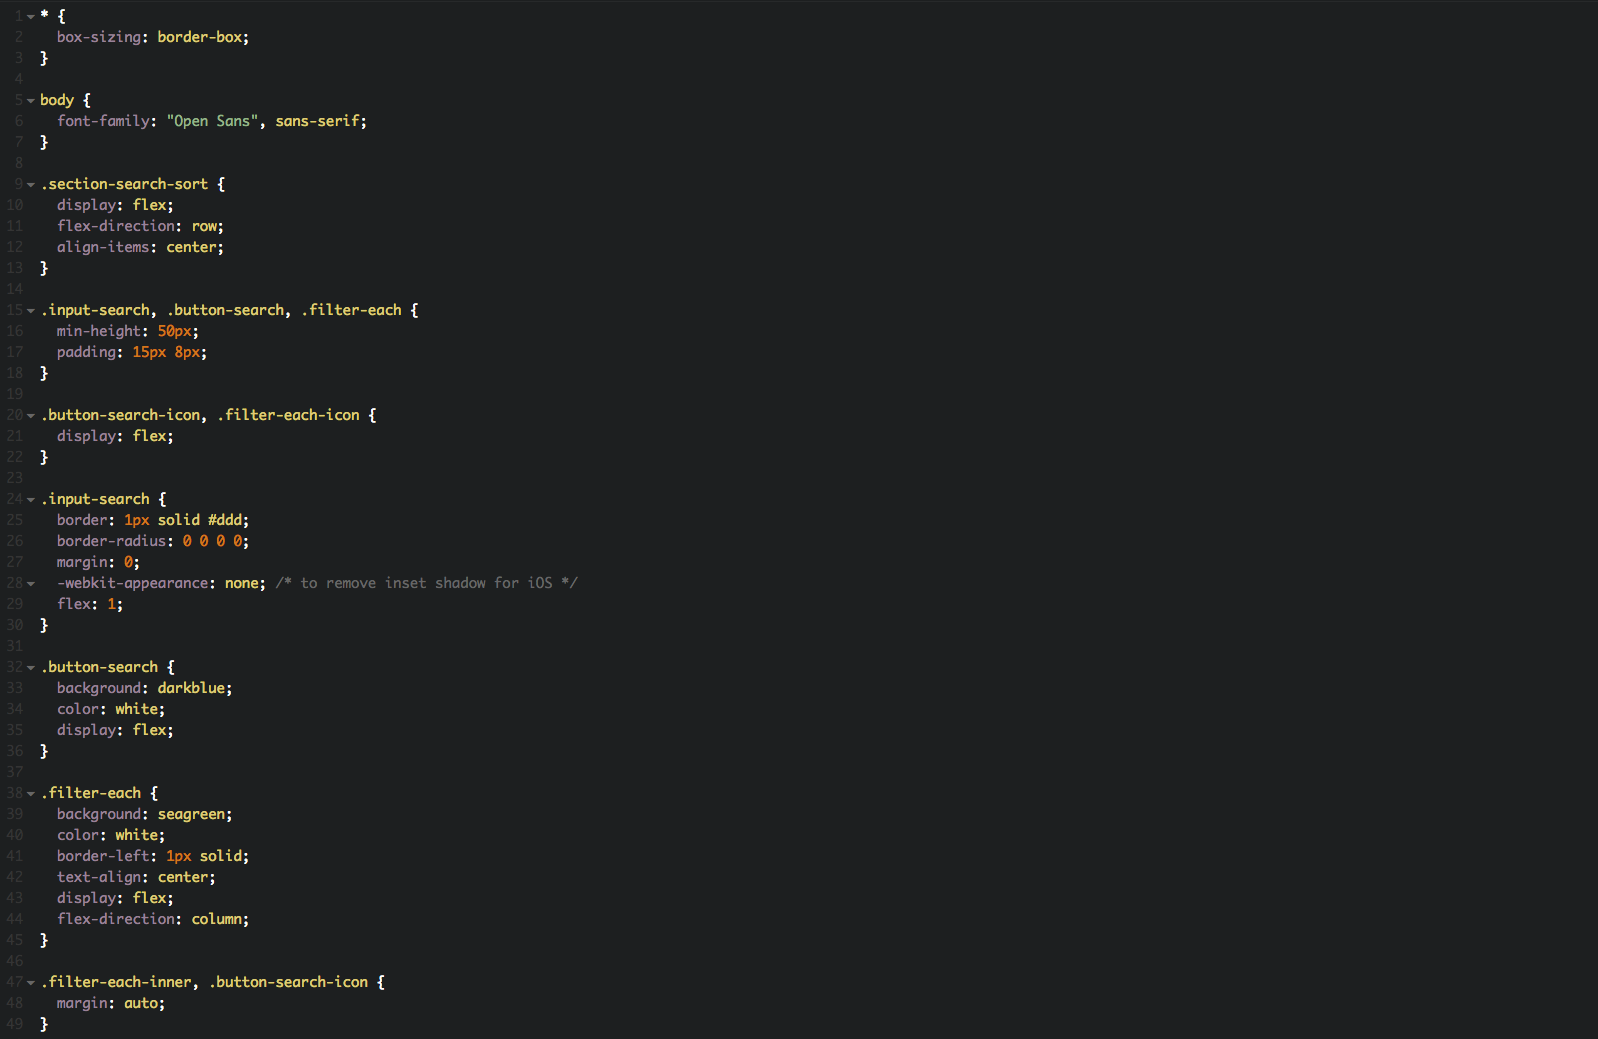 1 * {
2   box-sizing: border-box;
3 }
4
5 body {
6   font-family: "Open Sans", sans-serif;
7 }
8
9 .section-search-sort {
10   display: flex;
11   flex-direction: row;
12   align-items: center;
13 }
14
15 .input-search, .button-search, .filter-each {
16   min-height: 50px;
17   padding: 15px 8px;
18 }
19
20 .button-search-icon, .filter-each-icon {
21   display: flex;
22 }
23
24 .input-search {
25   border: 1px solid #ddd;
26   border-radius: 0 0 0 0;
27   margin: 0;
28   -webkit-appearance: none; /* to remove inset shadow for iOS */
29   flex: 1;
30 }
31
32 .button-search {
33   background: darkblue;
34   color: white;
35   display: flex;
36 }
37
38 .filter-each {
39   background: seagreen;
40   color: white;
41   border-left: 1px solid;
42   text-align: center;
43   display: flex;
44   flex-direction: column;
45 }
46
47 .filter-each-inner, .button-search-icon {
48   margin: auto;
49 }